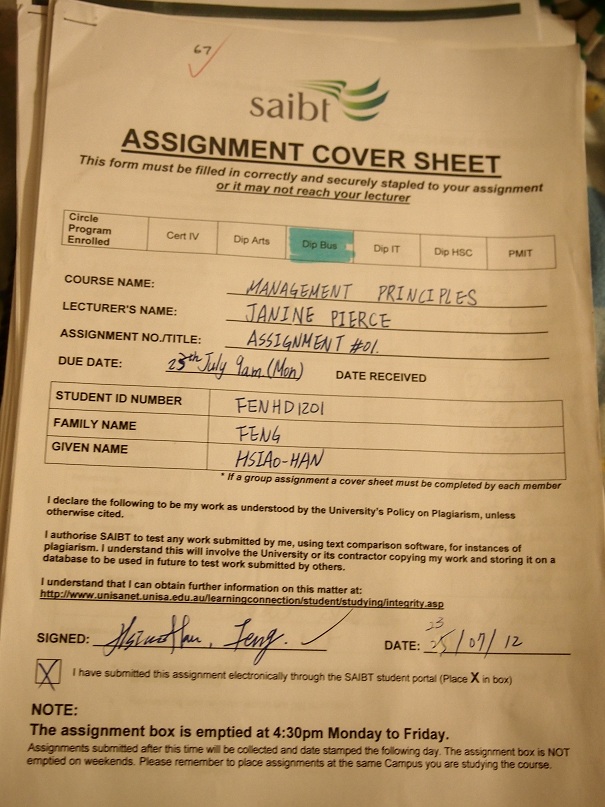 67
saibt
ASSIGNMENT COVER SHEET
This form must be filled in correctly and securely stapled to your assignment
or it may not reach your lecturer
Circle Program Enrolled Cert IV Dip Arts Dip Bus Dip IT Dip HSC PMIT
COURSE NAME: MANAGEMENT PRINCIPLES
LECTURER'S NAME: JANINE PIERCE
ASSIGNMENT NO./TITLE: ASSIGNMENT #01.
DUE DATE: 23th July 9am (Mon) DATE RECEIVED
STUDENT ID NUMBER FENHD1201
FAMILY NAME FENG
GIVEN NAME HSIAO-HAN
* If a group assignment a cover sheet must be completed by each member
I declare the following to be my work as understood by the University's Policy on Plagiarism, unless
otherwise cited.
I authorise SAIBT to test any work submitted by me, using text comparison software, for instances of
plagiarism. I understand this will involve the University or its contractor copying my work and storing it on a
database to be used in future to test work submitted by others.
I understand that I can obtain further information on this matter at:
http://www.unisanet.unisa.edu.au/learningconnection/student/studying/integrity.asp
SIGNED: Hsiao Han, Feng. DATE: 23 25/07/12
X I have submitted this assignment electronically through the SAIBT student portal (Place X in box)
NOTE:
The assignment box is emptied at 4:30pm Monday to Friday.
Assignments submitted after this time will be collected and date stamped the following day. The assignment box is NOT
emptied on weekends. Please remember to place assignments at the same Campus you are studying the course.